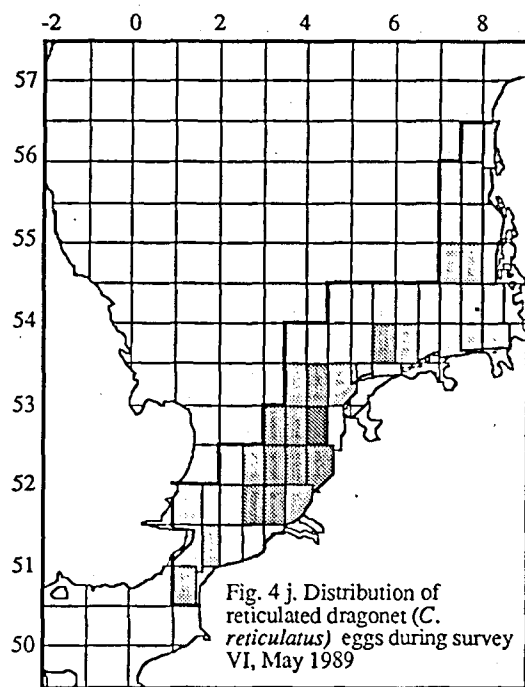 -2 0 2 4 6 8
57
56
55
54
53
52
51
50
Fig. 4 j. Distribution of
reticulated dragonet (C.
reticulatus) eggs during survey
VI, May 1989